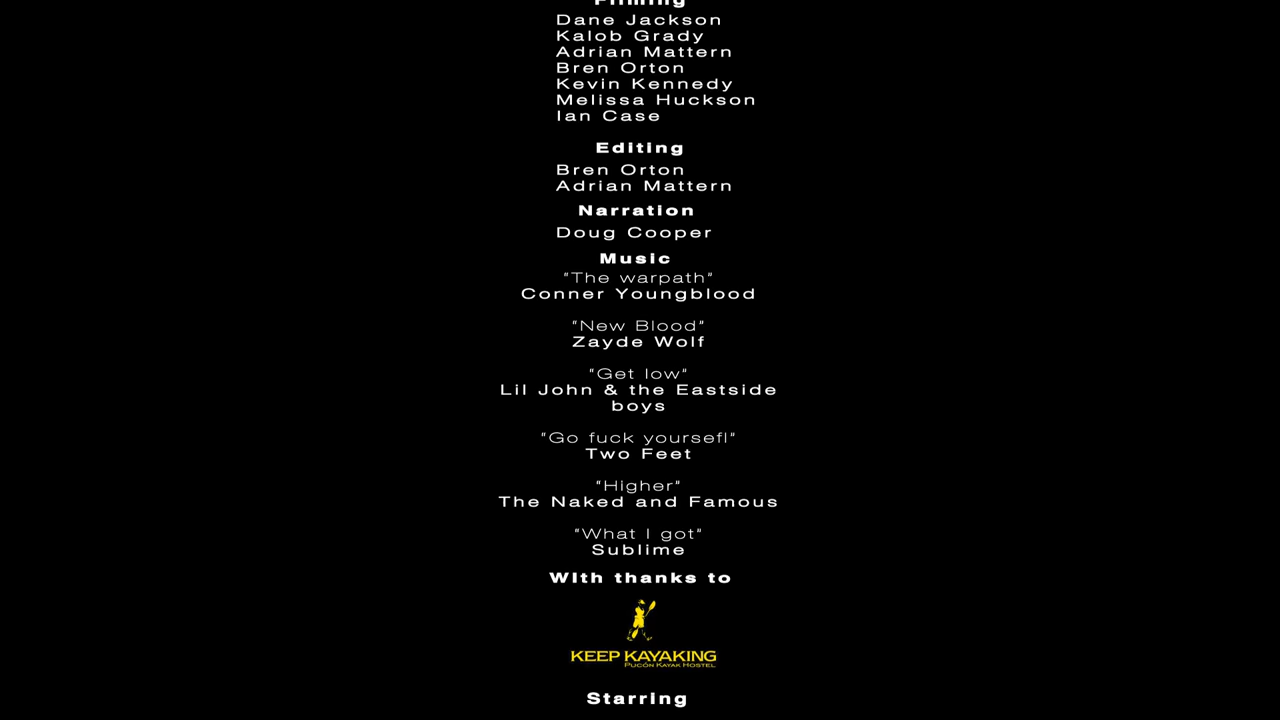 Filming
Dane Jackson
Kalob Grady
Adrian Mattern
Bren Orton
Kevin Kennedy
Melissa Huckson
Ian Case
Editing
Bren Orton
Adrian Mattern
Narration
Doug Cooper
Music
"The warpath"
Conner Youngblood
"New Blood"
Zayde Wolf
"Get low"
Lil John & the Eastside
boys
"Go fuck yoursefl"
Two Feet
"Higher"
The Naked and Famous
"What I got"
Sublime
WIth thanks to
KEEP KAYAKING
PUCÓN KAYAK HOSTEL
Starring